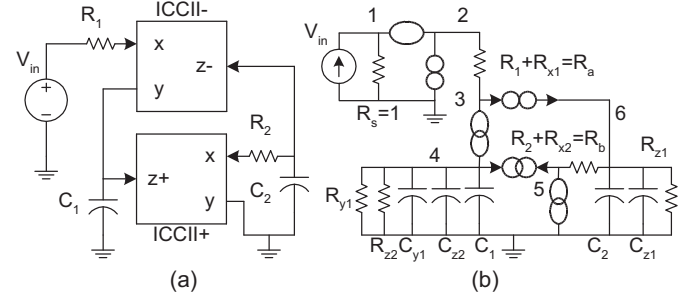 ICCII-
R1
x
Vin
z-
y
R2
x
z+
y
C1
C2
ICCII+
(a)
1
2
Vin
R1+Rx1=Ra
3
6
Rs=1
R2+Rx2=Rb
4
Rz1
Ry1
5
Rz2
Cy1
Cz2
C1
C2
Cz1
(b)